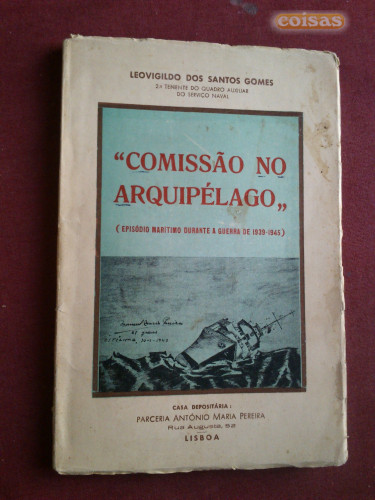 coisas
LEOVIGILDO DOS SANTOS GOMES
2º TENENTE DO QUADRO AUXILIAR
DO SERVIÇO NAVAL
"COMISSÃO NO
ARQUIPÉLAGO„
( EPISÓDIO MARÍTIMO DURANTE A GUERRA DE 1939-1945 )
CASA DEPOSITÁRIA :
PARCERIA ANTÓNIO MARIA PEREIRA
Rua Augusta, 52
LISBOA